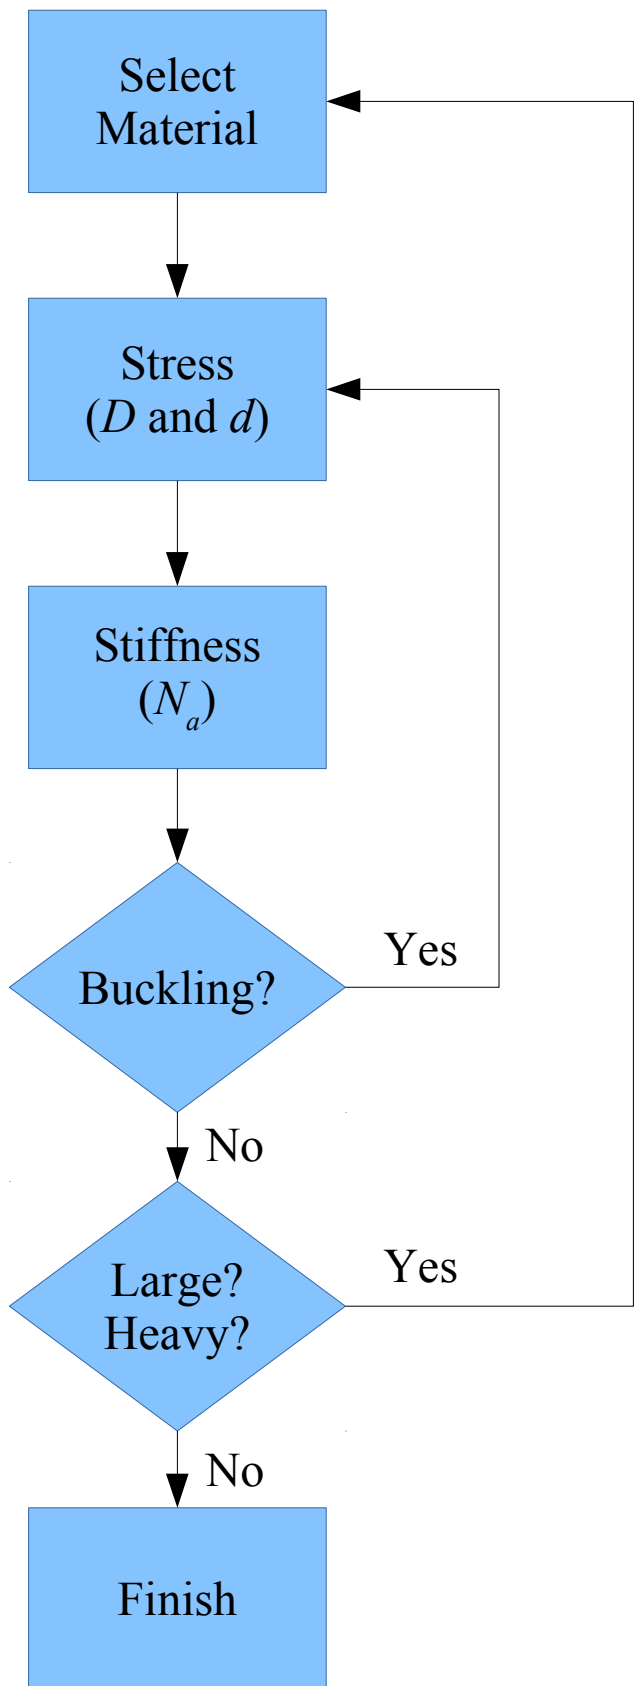 Select
Material
Stress
(D and d)
Stiffness
(Nₐ)
Buckling?
Yes
No
Large?
Heavy?
Yes
No
Finish